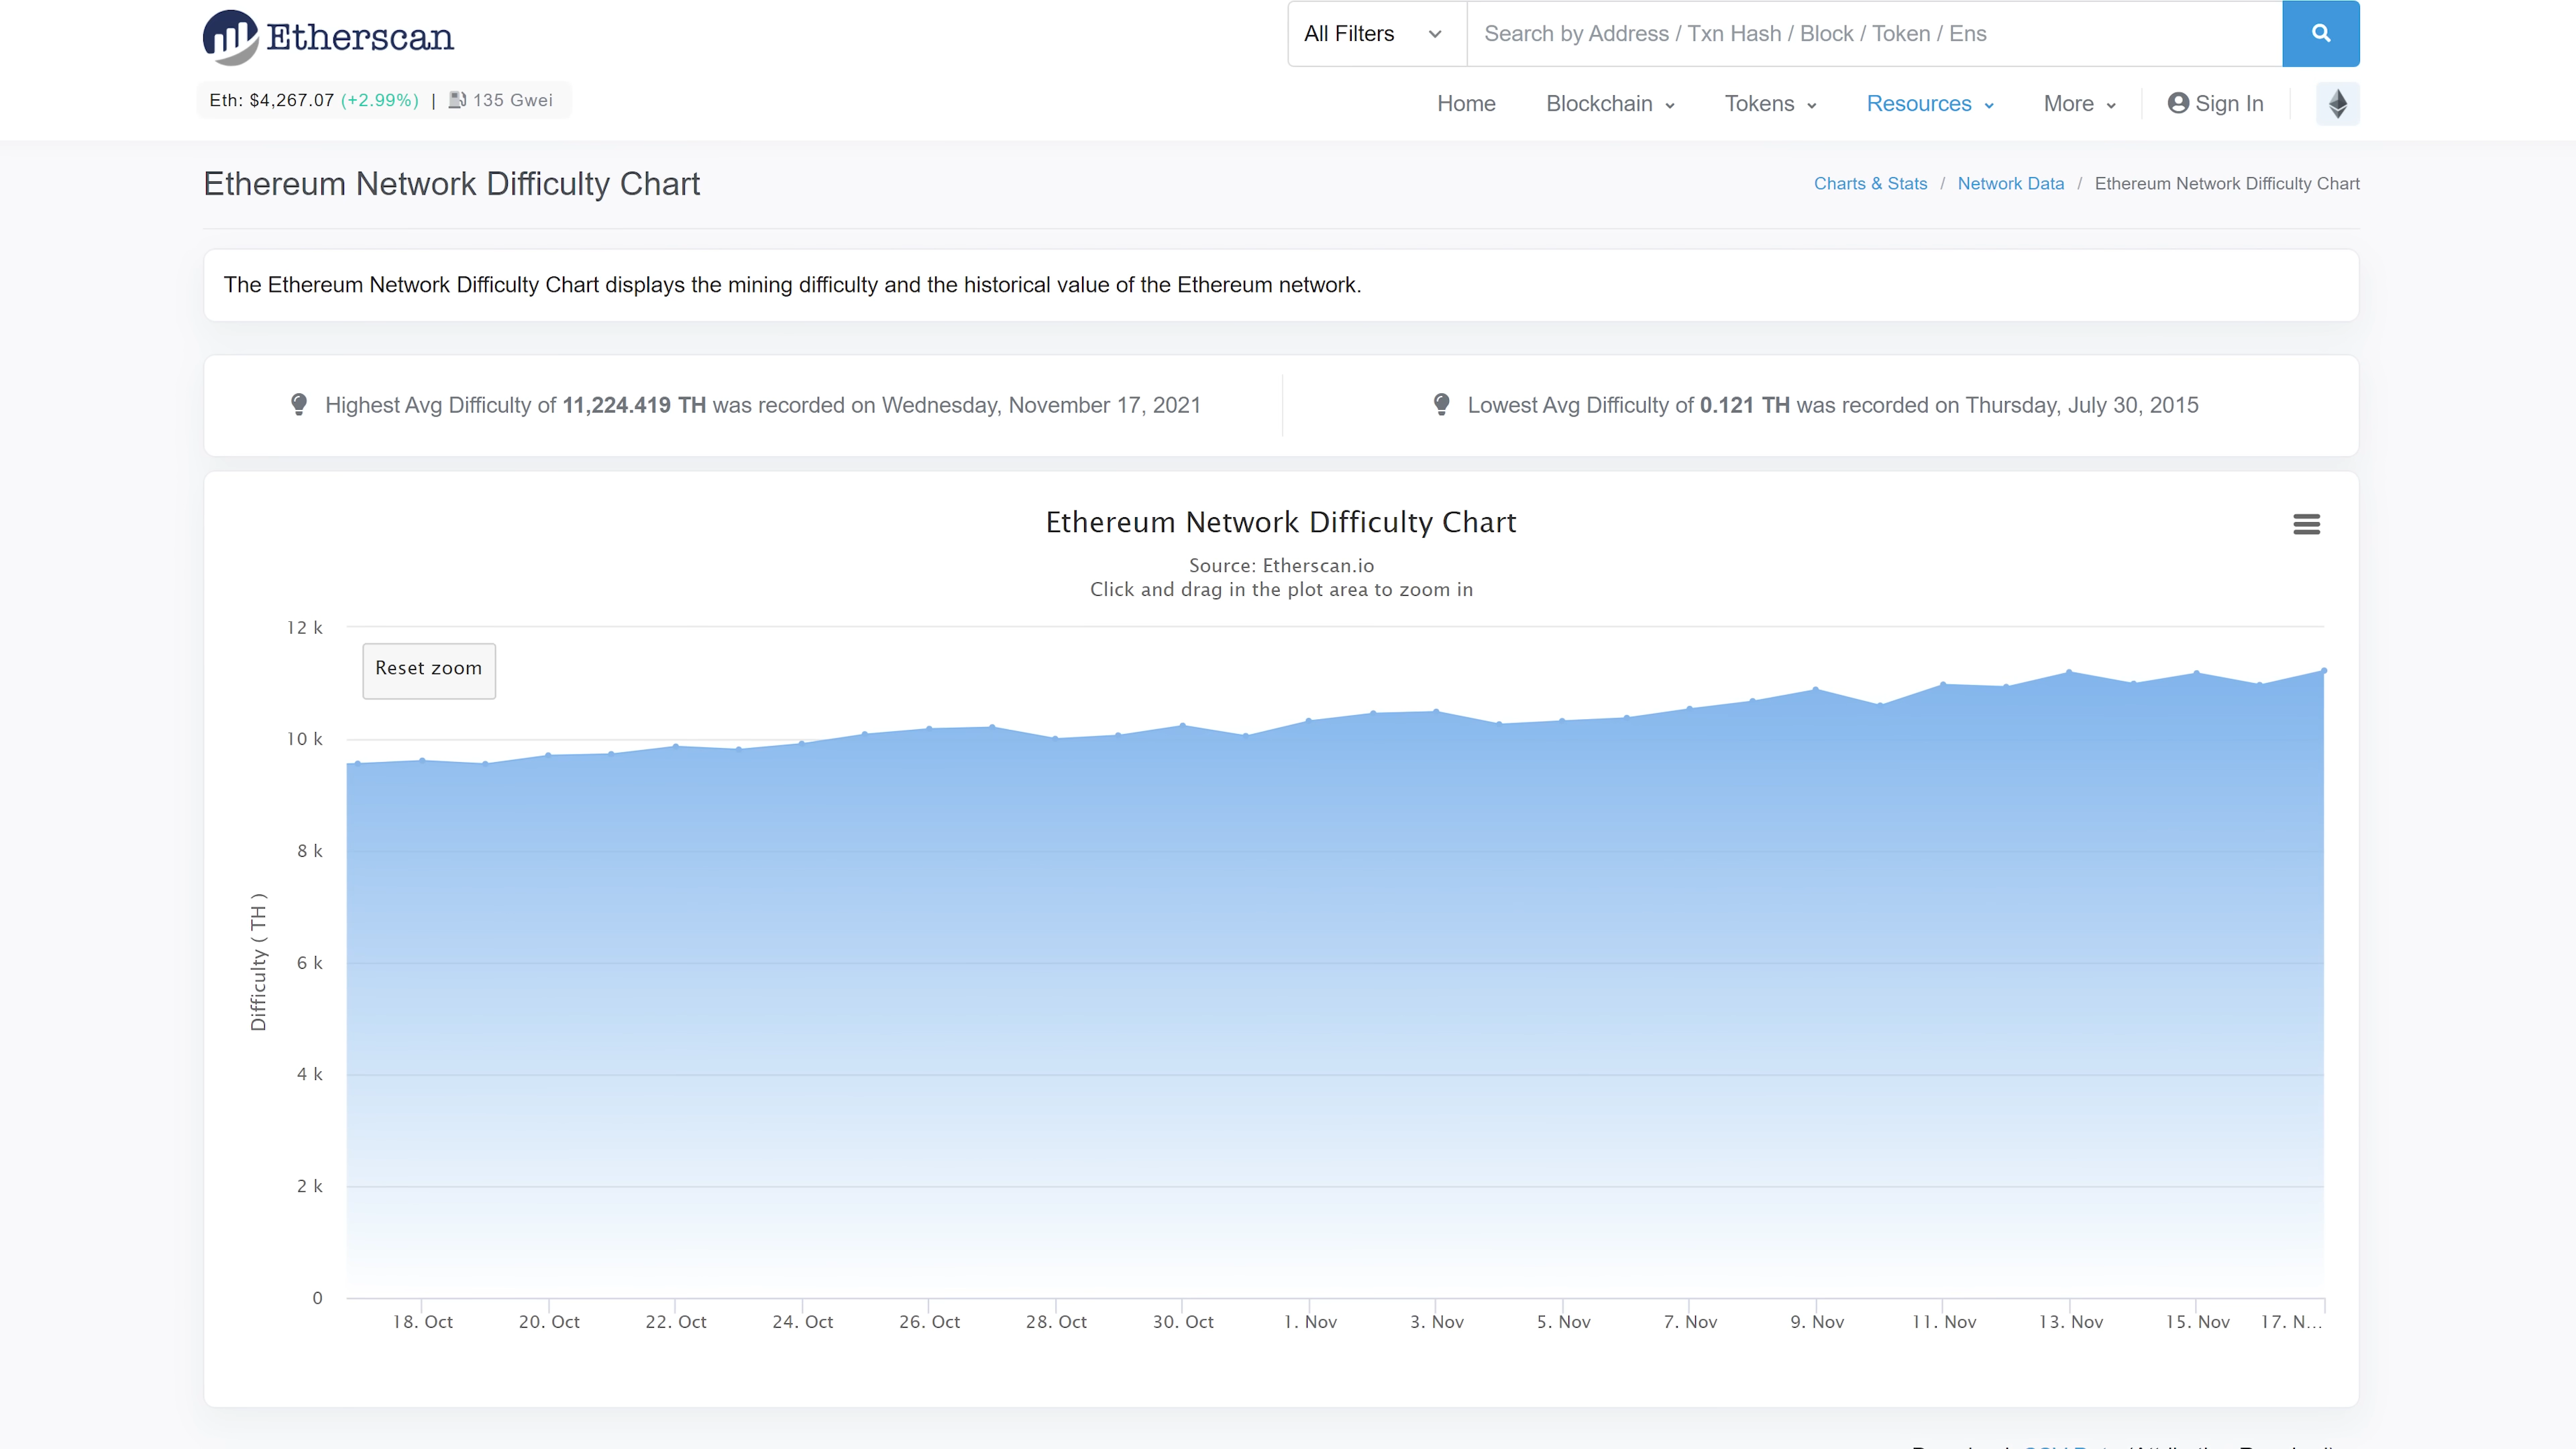 Etherscan
All Filters
Search by Address / Txn Hash / Block / Token / Ens
Eth: $4,267.07 (+2.99%) | 135 Gwei
Home Blockchain Tokens Resources More Sign In
Ethereum Network Difficulty Chart
Charts & Stats / Network Data / Ethereum Network Difficulty Chart
The Ethereum Network Difficulty Chart displays the mining difficulty and the historical value of the Ethereum network.
Highest Avg Difficulty of 11,224.419 TH was recorded on Wednesday, November 17, 2021
Lowest Avg Difficulty of 0.121 TH was recorded on Thursday, July 30, 2015
Ethereum Network Difficulty Chart
Source: Etherscan.io
Click and drag in the plot area to zoom in
Reset zoom
12 k
10 k
8 k
6 k
4 k
2 k
0
Difficulty ( TH )
18. Oct 20. Oct 22. Oct 24. Oct 26. Oct 28. Oct 30. Oct 1. Nov 3. Nov 5. Nov 7. Nov 9. Nov 11. Nov 13. Nov 15. Nov 17. N...